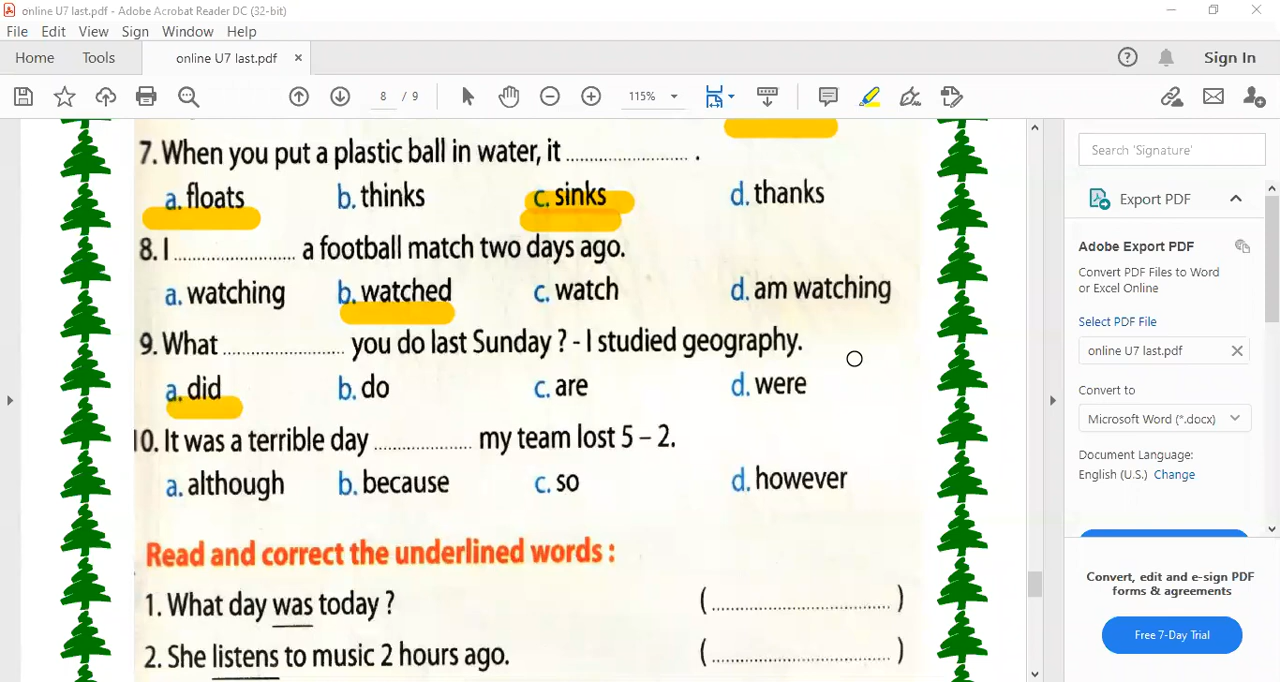 online U7 last.pdf - Adobe Acrobat Reader DC (32-bit)
File Edit View Sign Window Help
Home Tools online U7 last.pdf × Sign In
8 / 9 115%
7. When you put a plastic ball in water, it ........................ .
a. floats b. thinks c. sinks d. thanks
8. I ........................ a football match two days ago.
a. watching b. watched c. watch d. am watching
9. What ........................ you do last Sunday ? - I studied geography.
a. did b. do c. are d. were
10. It was a terrible day .................... my team lost 5 – 2.
a. although b. because c. so d. however
Read and correct the underlined words :
1. What day was today ? (....................................)
2. She listens to music 2 hours ago. (....................................)
Search 'Signature'
Export PDF
Adobe Export PDF
Convert PDF Files to Word
or Excel Online
Select PDF File
online U7 last.pdf
Convert to
Microsoft Word (*.docx)
Document Language:
English (U.S.) Change
Convert, edit and e-sign PDF
forms & agreements
Free 7-Day Trial